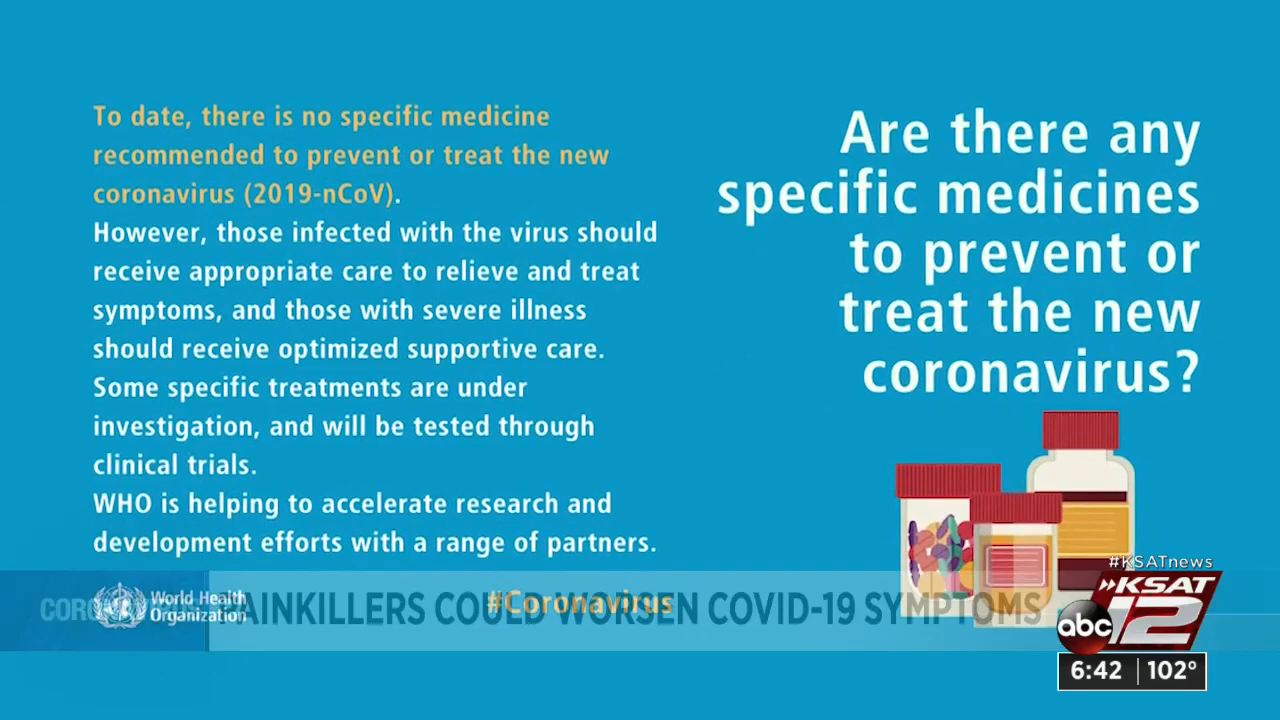 To date, there is no specific medicine
recommended to prevent or treat the new
coronavirus (2019-nCoV).
However, those infected with the virus should
receive appropriate care to relieve and treat
symptoms, and those with severe illness
should receive optimized supportive care.
Some specific treatments are under
investigation, and will be tested through
clinical trials.
WHO is helping to accelerate research and
development efforts with a range of partners.
Are there any
specific medicines
to prevent or
treat the new
coronavirus?
World Health
Organization
#Coronavirus
COULD WORSEN COVID-19 SYMPTOMS
#KSATnews
KSAT
abc 12
6:42 102°